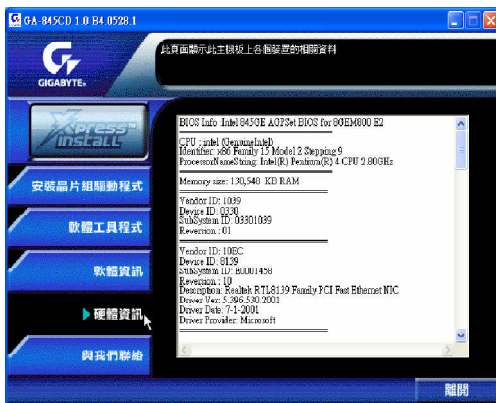 GA-845CD 1.0 B4.0528.1
此頁面顯示此主機板上各個裝置的相關資料
GIGABYTE
Xpress™
Install
安裝晶片組驅動程式
軟體工具程式
軟體資訊
硬體資訊
與我們聯絡
BIOS Info :Intel 845GE AGPSet BIOS for 8GEM800 E2
CPU : intel (GenuineIntel)
Identifier: x86 Family 15 Model 2 Stepping 9
ProcessorNameString: Intel(R) Pentium(R) 4 CPU 2.80GHz
Memory size: 130,548 KB RAM
Vendor ID: 1039
Device ID: 0330
SubSystem ID: 03301039
Reversion : 01
Vendor ID: 10EC
Device ID: 8139
SubSystem ID: E0001458
Reversion : 10
Description: Realtek RTL8139 Family PCI Fast Ethernet NIC
Driver Ver: 5.396.530.2001
Driver Date: 7-1-2001
Driver Provider: Microsoft
離開